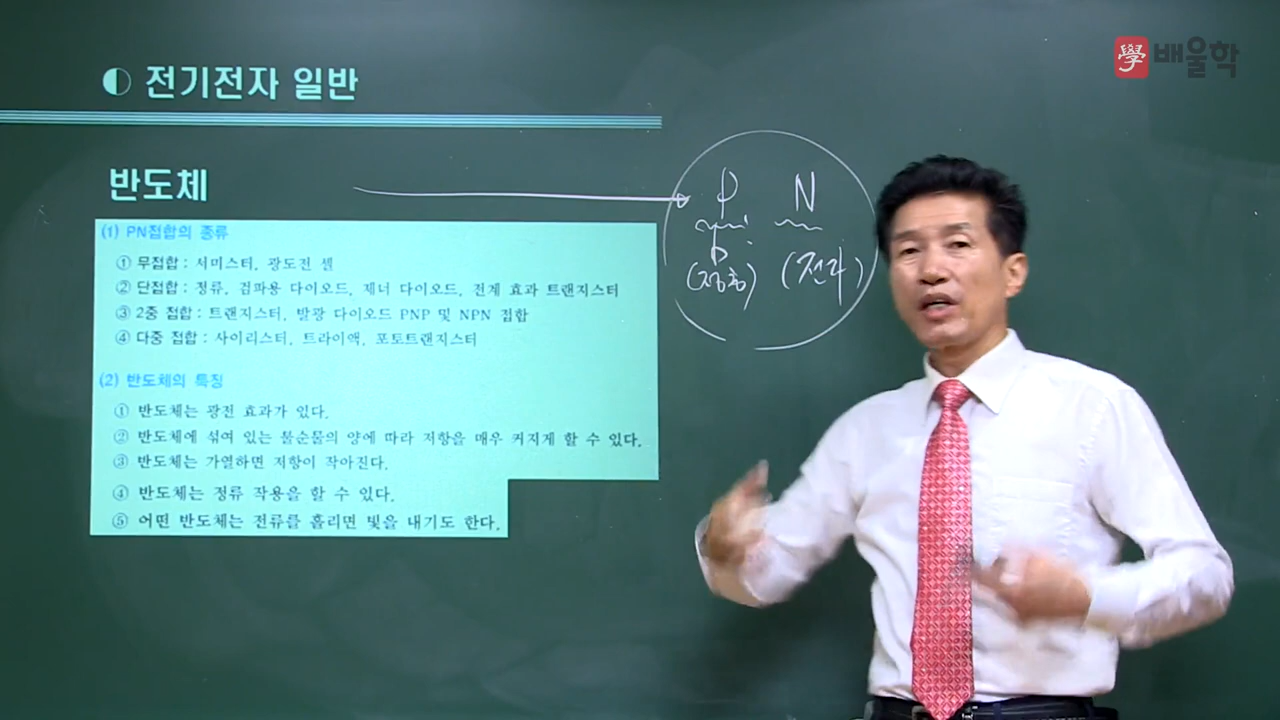 전기전자 일반
學 배울학
반도체
(1) PN접합의 종류
① 무접합 : 서미스터, 광도전 셀
② 단접합 : 정류, 검파용 다이오드, 제너 다이오드, 전계 효과 트랜지스터
③ 2중 접합 : 트랜지스터, 발광 다이오드 PNP 및 NPN 접합
④ 다중 접합 : 사이리스터, 트라이액, 포토트랜지스터
(2) 반도체의 특징
① 반도체는 광전 효과가 있다.
② 반도체에 섞여 있는 불순물의 양에 따라 저항을 매우 커지게 할 수 있다.
③ 반도체는 가열하면 저항이 작아진다.
④ 반도체는 정류 작용을 할 수 있다.
⑤ 어떤 반도체는 전류를 흘리면 빛을 내기도 한다.
P N
(정공) (전자)